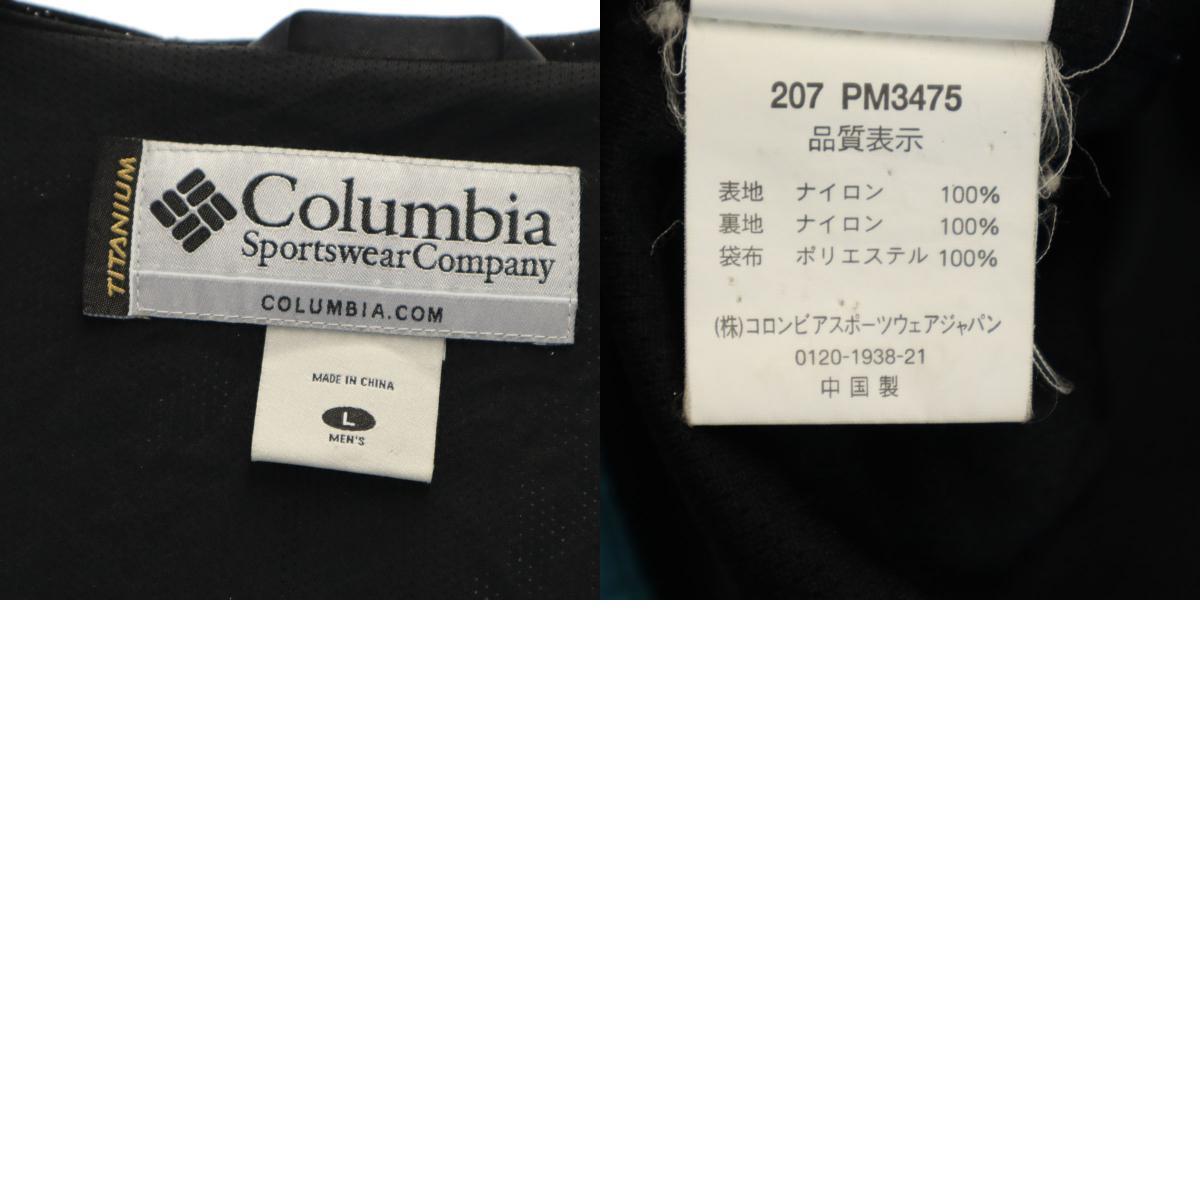 TITANIUM
Columbia
Sportswear Company
COLUMBIA.COM
MADE IN CHINA
L
MEN'S
207 PM3475
品質表示
表地 ナイロン 100%
裏地 ナイロン 100%
袋布 ポリエステル 100%
(株)コロンビアスポーツウェアジャパン
0120-1938-21
中国製